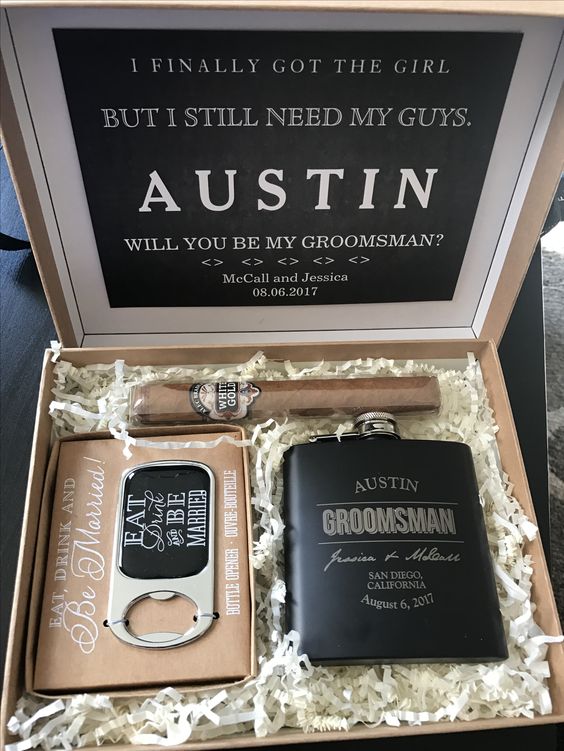 I FINALLY GOT THE GIRL
BUT I STILL NEED MY GUYS.
AUSTIN
WILL YOU BE MY GROOMSMAN?
<> <> <> <> <>
McCall and Jessica
08.06.2017
WHITE
GOLD
EAT, DRINK AND
Be Married!
EAT
Drink
AND BE
MARRIED
BOTTLE OPENER · OUVRE-BOUTEILLE
AUSTIN
GROOMSMAN
Jessica + McCall
SAN DIEGO,
CALIFORNIA
August 6, 2017